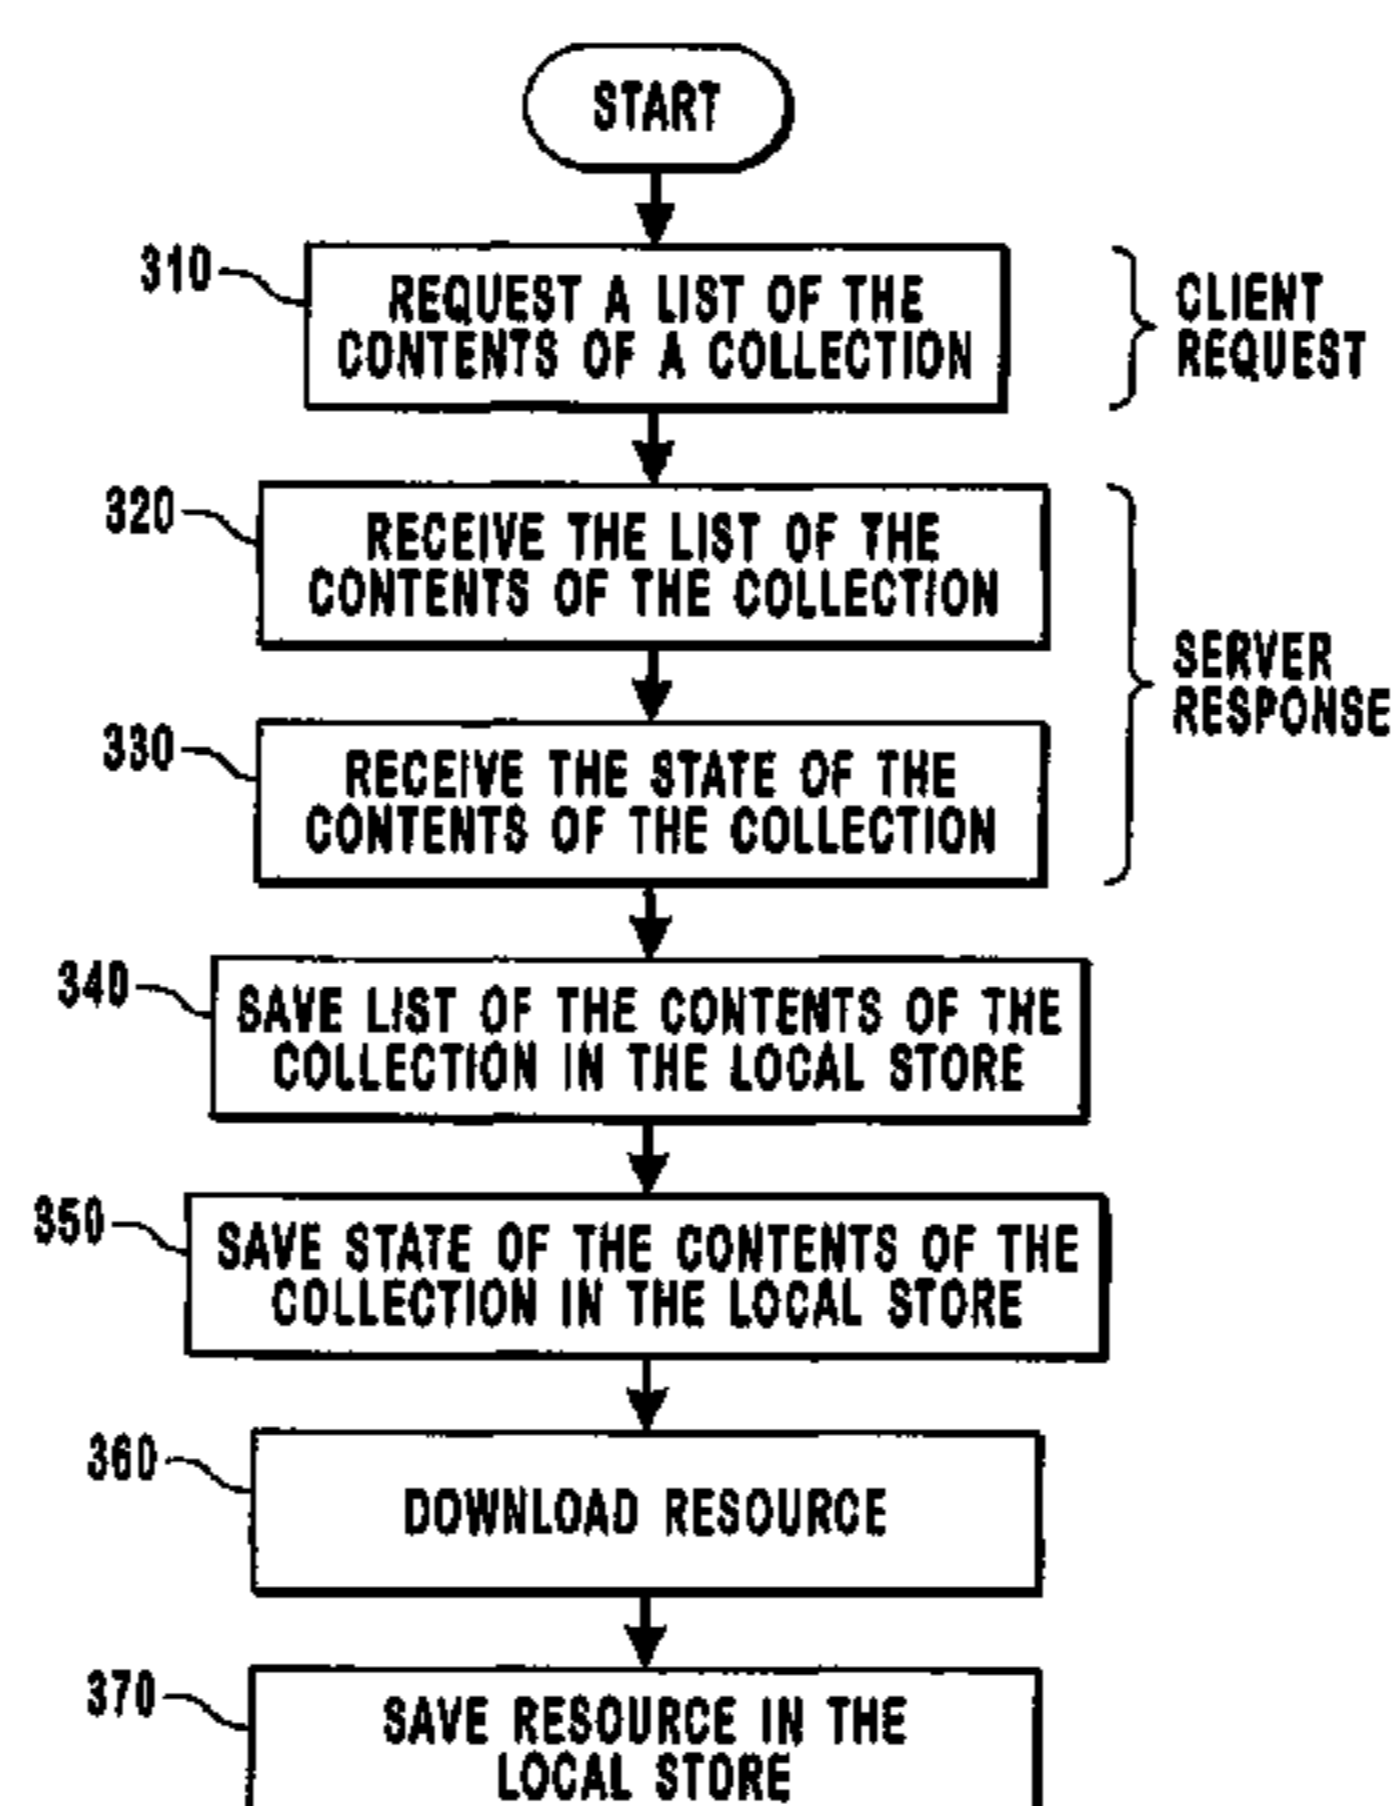 START
310
REQUEST A LIST OF THE
CONTENTS OF A COLLECTION
CLIENT
REQUEST
320
RECEIVE THE LIST OF THE
CONTENTS OF THE COLLECTION
SERVER
RESPONSE
330
RECEIVE THE STATE OF THE
CONTENTS OF THE COLLECTION
340
SAVE LIST OF THE CONTENTS OF THE
COLLECTION IN THE LOCAL STORE
350
SAVE STATE OF THE CONTENTS OF THE
COLLECTION IN THE LOCAL STORE
360
DOWNLOAD RESOURCE
370
SAVE RESOURCE IN THE
LOCAL STORE